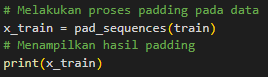 # Melakukan proses padding pada data
x_train = pad_sequences(train)
# Menampilkan hasil padding
print(x_train)